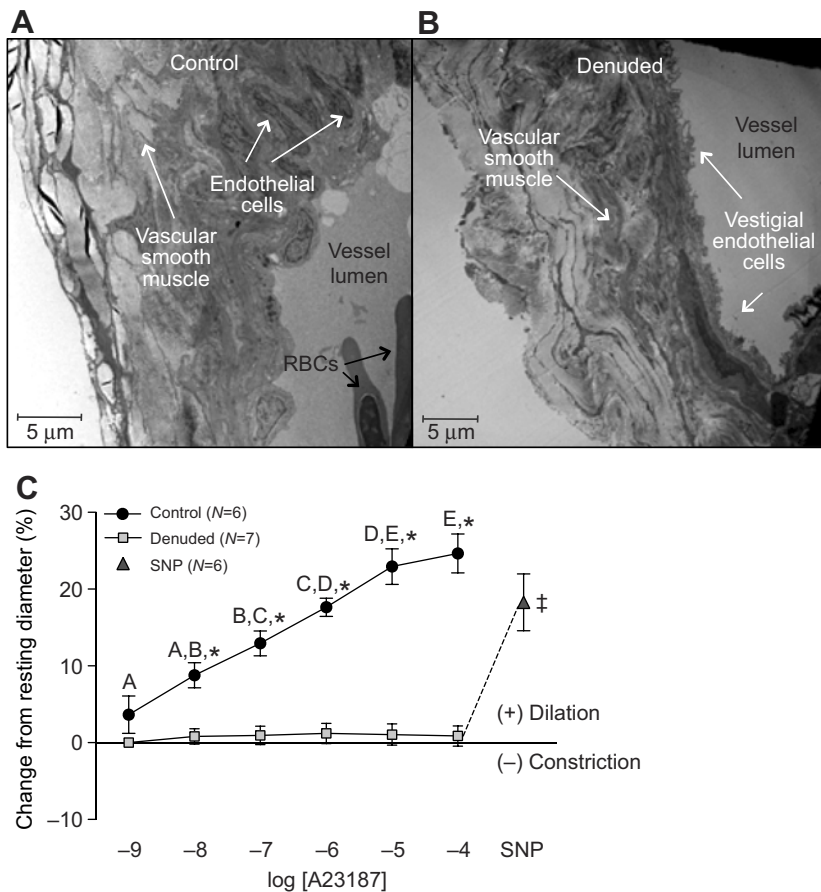 A
Control
Endothelial
cells
Vascular
smooth
muscle
Vessel
lumen
RBCs
5 μm
B
Denuded
Vessel
lumen
Vascular
smooth
muscle
Vestigial
endothelial
cells
5 μm
C
Change from resting diameter (%)
30
20
10
0
–10
Control (N=6)
Denuded (N=7)
SNP (N=6)
A
A,B,*
B,C,*
C,D,*
D,E,*
E,*
‡
(+) Dilation
(–) Constriction
–9 –8 –7 –6 –5 –4 SNP
log [A23187]